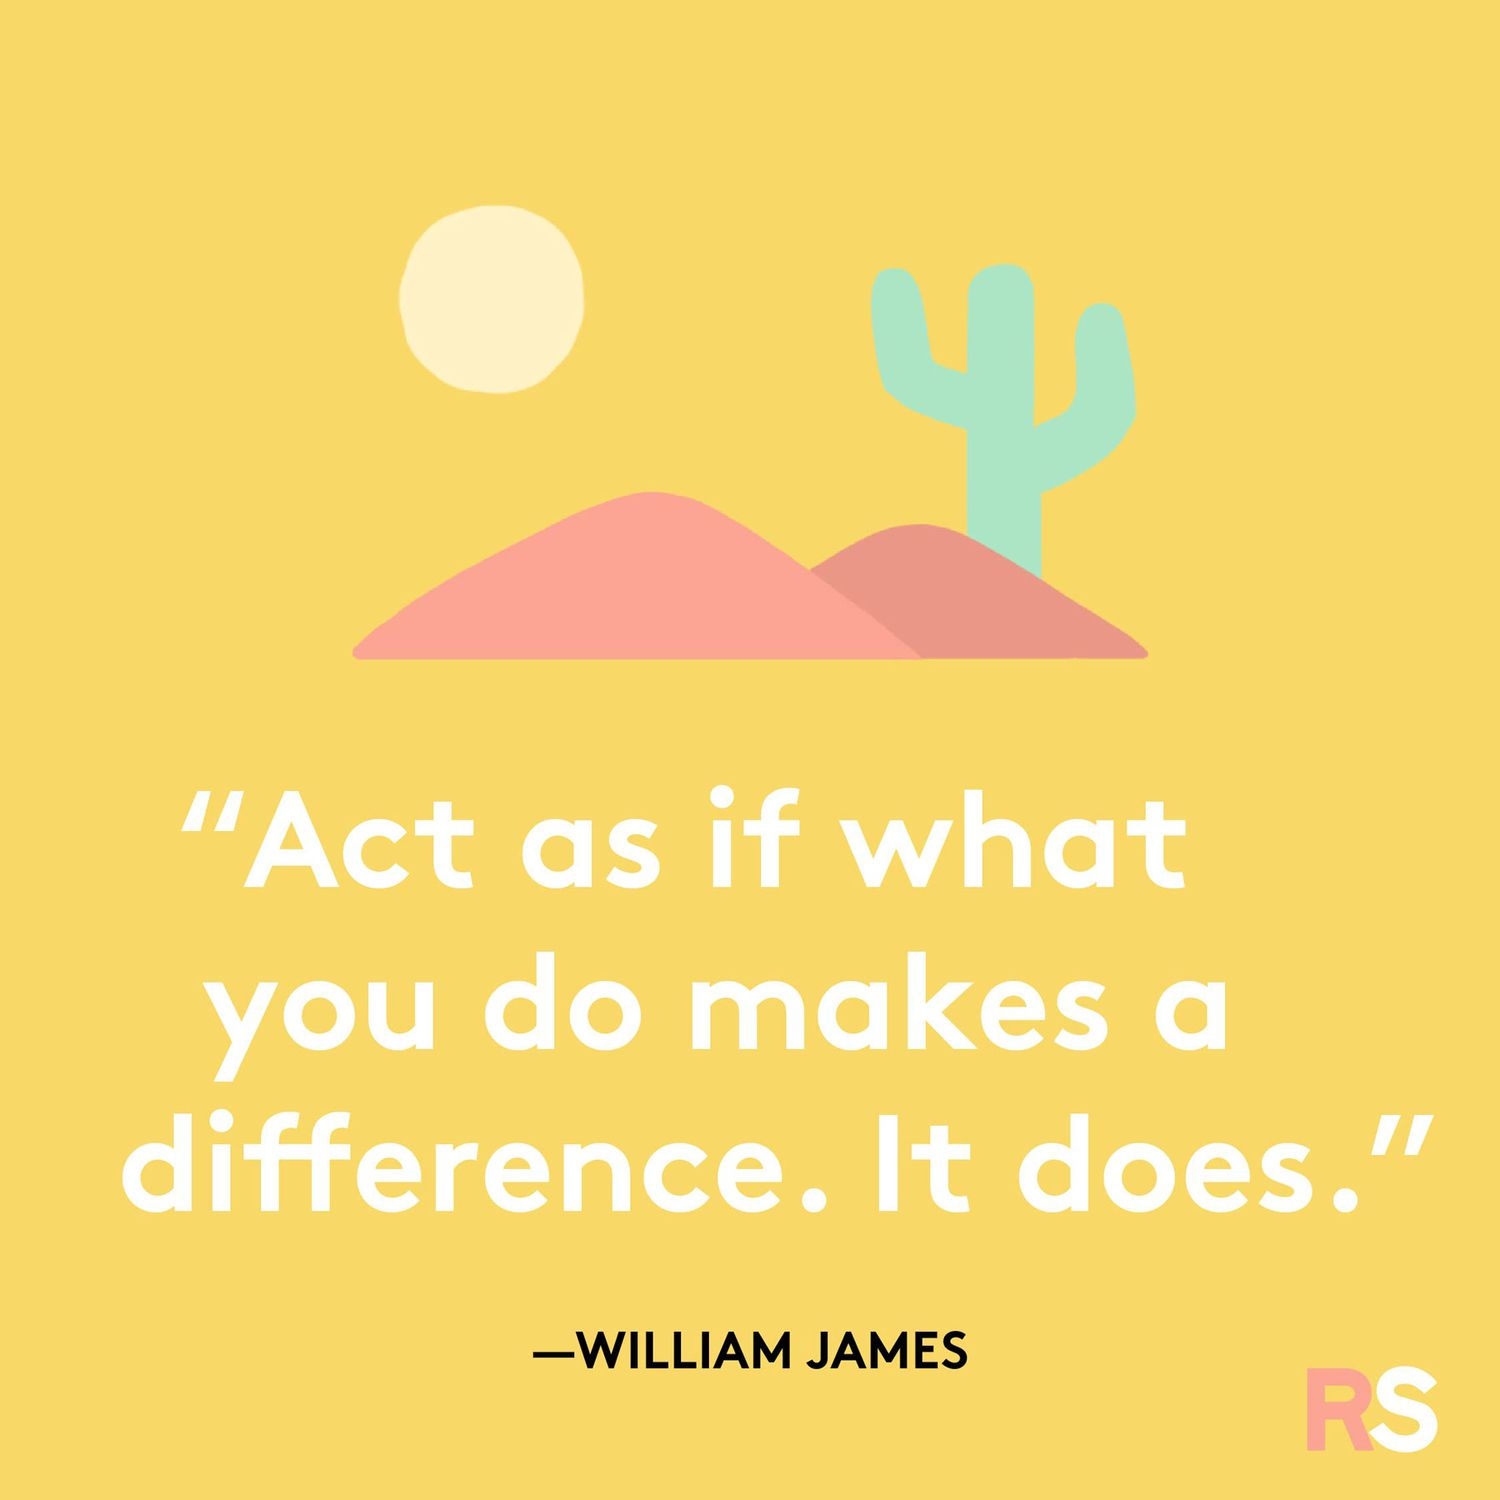 “Act as if what
you do makes a
difference. It does.”
—WILLIAM JAMES
RS